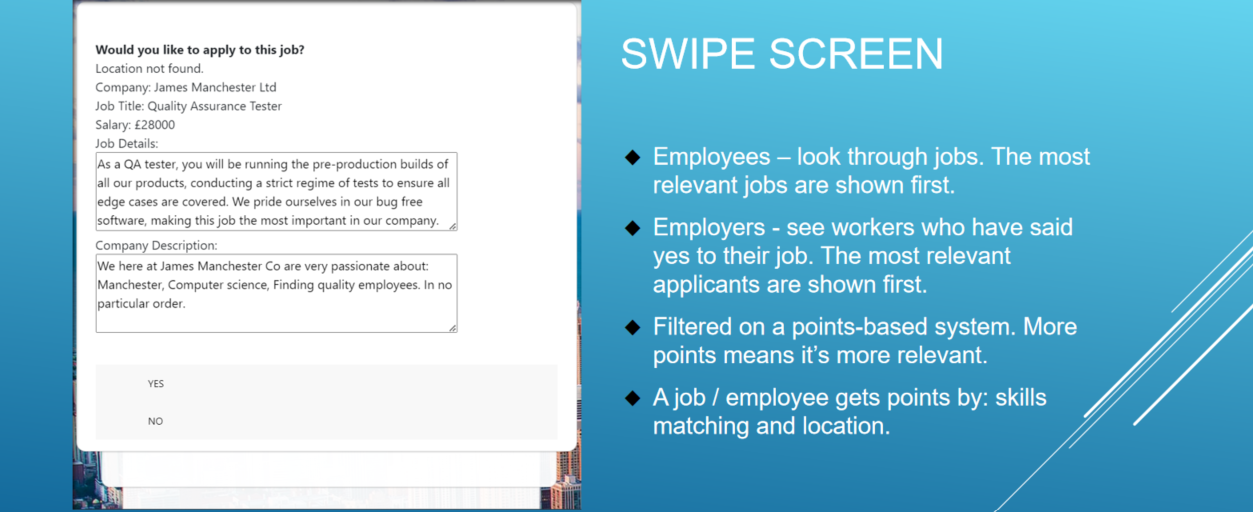 Would you like to apply to this job?
Location not found.
Company: James Manchester Ltd
Job Title: Quality Assurance Tester
Salary: £28000
Job Details:
As a QA tester, you will be running the pre-production builds of
all our products, conducting a strict regime of tests to ensure all
edge cases are covered. We pride ourselves in our bug free
software, making this job the most important in our company.
Company Description:
We here at James Manchester Co are very passionate about:
Manchester, Computer science, Finding quality employees. In no
particular order.
YES
NO
SWIPE SCREEN
Employees – look through jobs. The most
relevant jobs are shown first.
Employers - see workers who have said
yes to their job. The most relevant
applicants are shown first.
Filtered on a points-based system. More
points means it’s more relevant.
A job / employee gets points by: skills
matching and location.